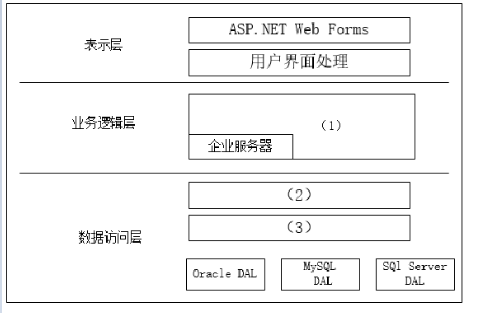 ASP.NET Web Forms
表示层
用户界面处理
业务逻辑层
（1）
企业服务器
（2）
（3）
数据访问层
Oracle DAL
MySQL
DAL
SQl Server
DAL